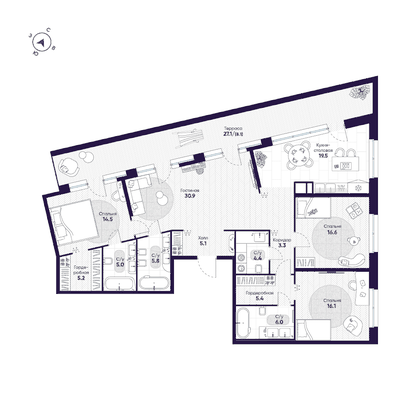 С
З
В
Ю
Терраса
27.1/8.1
Кухня-
столовая
19.5
Гостиная
30.9
Спальня
14.5
Спальня
16.6
Холл
5.1
Коридор
3.3
С/у
4.4
Гарде-
робная
5.2
С/у
5.0
С/у
5.8
Гардеробная
5.4
Спальня
16.1
С/у
6.0